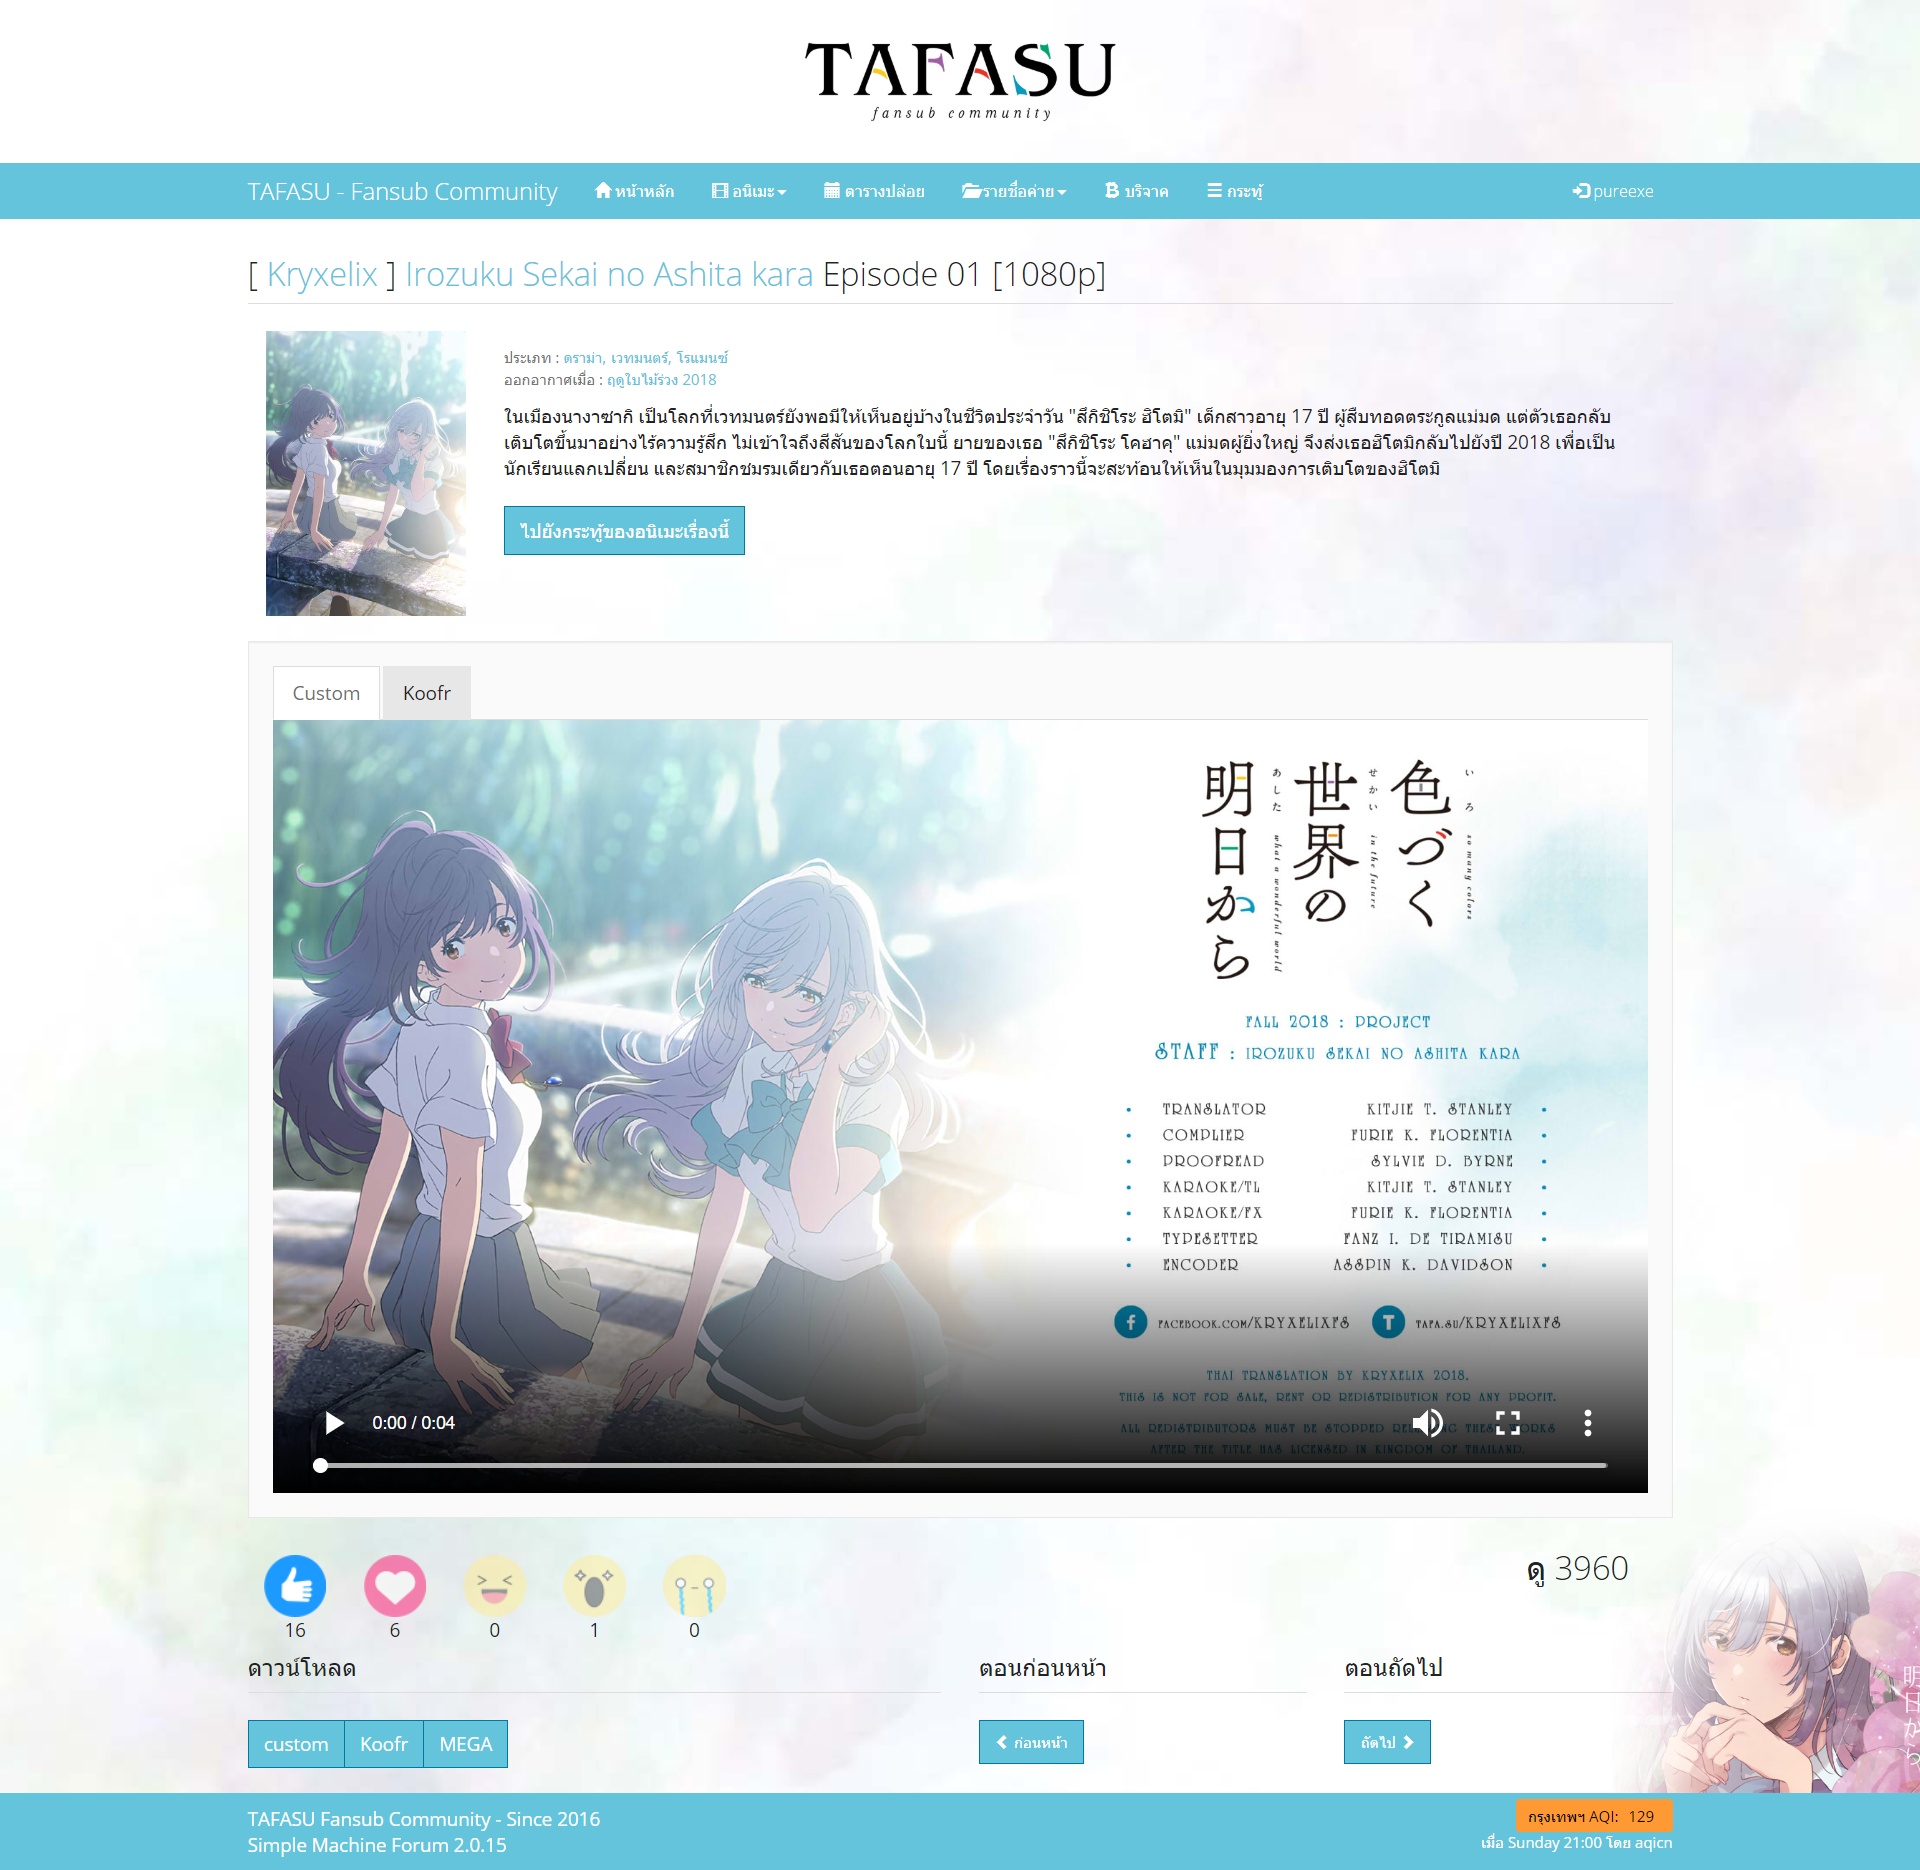 TAFASU
fansub community
TAFASU - Fansub Community หน้าหลัก อนิเมะ ตารางปล่อย รายชื่อค่าย บริจาค กระทู้ pureexe
[ Kryxelix ] Irozuku Sekai no Ashita kara Episode 01 [1080p]
ประเภท : ดราม่า, เวทมนตร์, โรแมนซ์
ออกอากาศเมื่อ : ฤดูใบไม้ร่วง 2018
ในเมืองนางาซากิ เป็นโลกที่เวทมนตร์ยังพอมีให้เห็นอยู่บ้างในชีวิตประจำวัน "สึกิชิโระ ฮิโตมิ" เด็กสาวอายุ 17 ปี ผู้สืบทอดตระกูลแม่มด แต่ตัวเธอกลับ
เติบโตขึ้นมาอย่างไร้ความรู้สึก ไม่เข้าใจถึงสีสันของโลกใบนี้ ยายของเธอ "สึกิชิโระ โคฮาคุ" แม่มดผู้ยิ่งใหญ่ จึงส่งเธอฮิโตมิกลับไปยังปี 2018 เพื่อเป็น
นักเรียนแลกเปลี่ยน และสมาชิกชมรมเดียวกับเธอตอนอายุ 17 ปี โดยเรื่องราวนี้จะสะท้อนให้เห็นในมุมมองการเติบโตของฮิโตมิ
ไปยังกระทู้ของอนิเมะเรื่องนี้
Custom Koofr
色づく
いろ so many colors
世界の
せかい in the future
明日から
あした what a wonderful world
FALL 2018 : PROJECT
STAFF : IROZUKU SEKAI NO ASHITA KARA
• TRANSLATOR KITJIE T. STANLEY •
• COMPLIER FURIE K. FLORENTIA •
• PROOFREAD SYLVIE D. BYRNE •
• KARAOKE/TL KITJIE T. STANLEY •
• KARAOKE/FX FURIE K. FLORENTIA •
• TYPESETTER FANZ I. DE TIRAMISU •
• ENCODER ASSPIN K. DAVIDSON •
f FACEBOOK.COM/KRYXELIXFS T TAFA.SU/KRYXELIXFS
THAI TRANSLATION BY KRYXELIX 2018.
THIS IS NOT FOR SALE, RENT OR REDISTRIBUTION FOR ANY PROFIT.
ALL REDISTRIBUTORS MUST BE STOPPED THESE WORKS
AFTER THE TITLE HAS LICENSED IN KINGDOM OF THAILAND.
0:00 / 0:04
16 6 0 1 0
ดู 3960
ดาวน์โหลด ตอนก่อนหน้า ตอนถัดไป
custom Koofr MEGA ก่อนหน้า ถัดไป
明日から
TAFASU Fansub Community - Since 2016
Simple Machine Forum 2.0.15
กรุงเทพฯ AQI: 129
เมื่อ Sunday 21:00 โดย aqicn